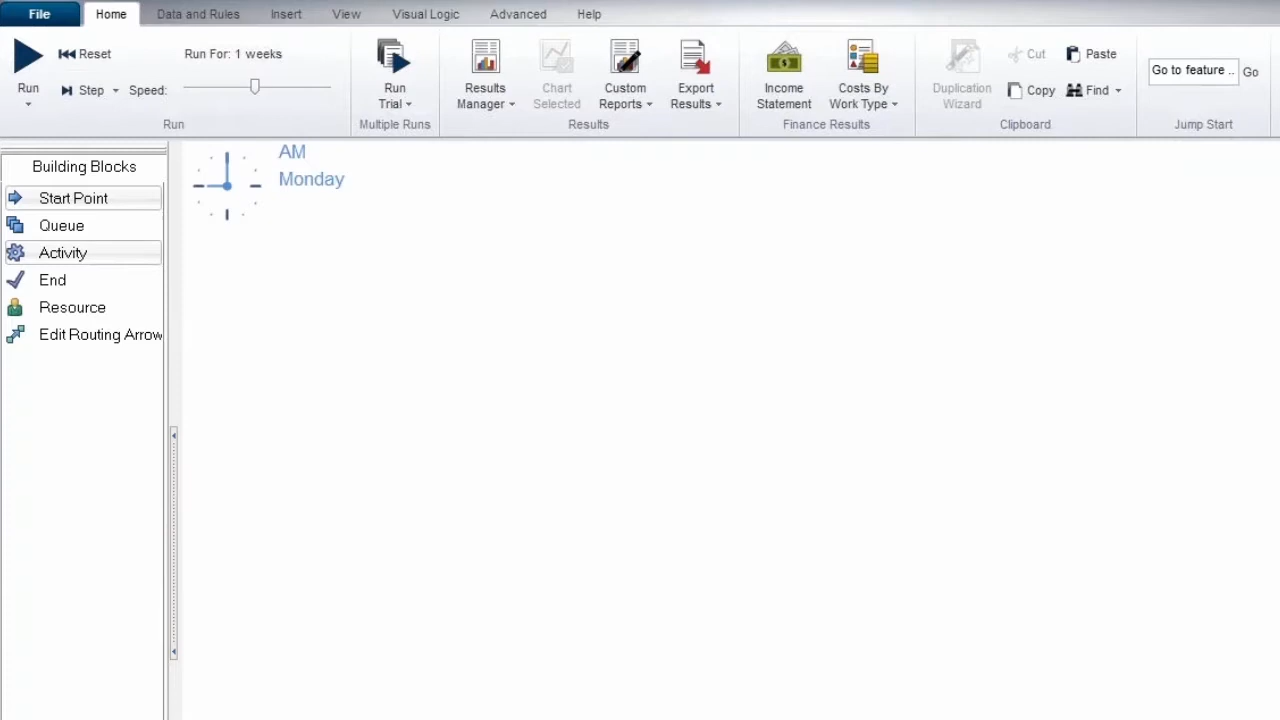 File Home Data and Rules Insert View Visual Logic Advanced Help
Reset Run For: 1 weeks
Run Step Speed:
Run
Run Trial
Multiple Runs
Results Manager
Chart Selected
Custom Reports
Export Results
Results
Income Statement
Costs By Work Type
Finance Results
Duplication Wizard
Cut Paste
Copy Find
Clipboard
Go to feature .. Go
Jump Start
Building Blocks
Start Point
Queue
Activity
End
Resource
Edit Routing Arrow
AM
Monday